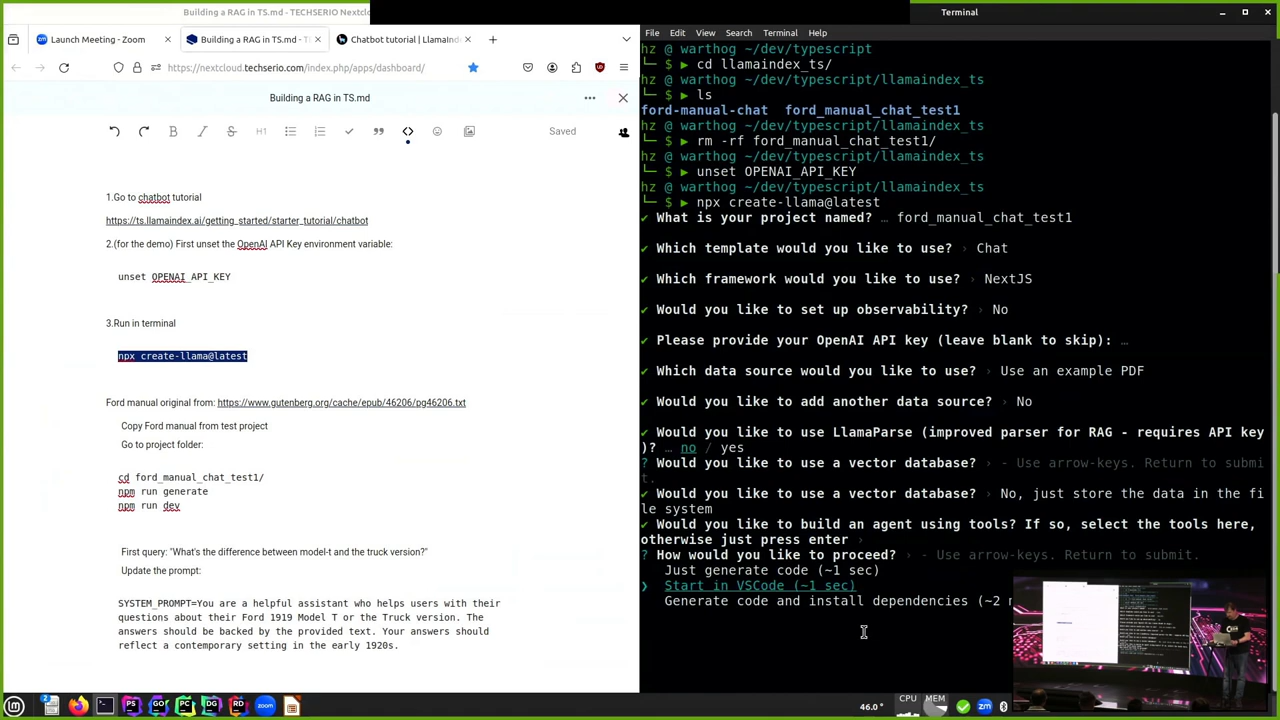 Building a RAG in TS.md - TECHSERIO Nextclo
Terminal
Launch Meeting - Zoom
Building a RAG in TS.md - T
Chatbot tutorial | LlamaInde
https://nextcloud.techserio.com/index.php/apps/dashboard/
Building a RAG in TS.md
H1
Saved
1.Go to chatbot tutorial
https://ts.llamaindex.ai/getting_started/starter_tutorial/chatbot
2.(for the demo) First unset the OpenAI API Key environment variable:
unset OPENAI_API_KEY
3.Run in terminal
npx create-llama@latest
Ford manual original from: https://www.gutenberg.org/cache/epub/46206/pg46206.txt
Copy Ford manual from test project
Go to project folder:
cd ford_manual_chat_test1/
npm run generate
npm run dev
First query: "What's the difference between model-t and the truck version?"
Update the prompt:
SYSTEM_PROMPT=You are a helpful assistant who helps users with their
questions about their Ford 1919 Model T or the Truck version. The
answers should be backed by the provided text. Your answers should
reflect a contemporary setting in the early 1920s.
File Edit View Search Terminal Help
hz @ warthog ~/dev/typescript
└─ $ ▶ cd llamaindex_ts/
hz @ warthog ~/dev/typescript/llamaindex_ts
└─ $ ▶ ls
ford-manual-chat ford_manual_chat_test1
hz @ warthog ~/dev/typescript/llamaindex_ts
└─ $ ▶ rm -rf ford_manual_chat_test1/
hz @ warthog ~/dev/typescript/llamaindex_ts
└─ $ ▶ unset OPENAI_API_KEY
hz @ warthog ~/dev/typescript/llamaindex_ts
└─ $ ▶ npx create-llama@latest
✔ What is your project named? … ford_manual_chat_test1
✔ Which template would you like to use? › Chat
✔ Which framework would you like to use? › NextJS
✔ Would you like to set up observability? › No
✔ Please provide your OpenAI API key (leave blank to skip): …
✔ Which data source would you like to use? › Use an example PDF
✔ Would you like to add another data source? › No
✔ Would you like to use LlamaParse (improved parser for RAG - requires API key
)? … no / yes
? Would you like to use a vector database? › - Use arrow-keys. Return to submi
t.
✔ Would you like to use a vector database? › No, just store the data in the fi
le system
✔ Would you like to build an agent using tools? If so, select the tools here,
otherwise just press enter ›
? How would you like to proceed? › - Use arrow-keys. Return to submit.
Just generate code (~1 sec)
❯ Start in VSCode (~1 sec)
Generate code and install dependencies (~2 m
2
PS
GO
PC
DG
RD
zoom
46.0°
CPU
MEM
zm